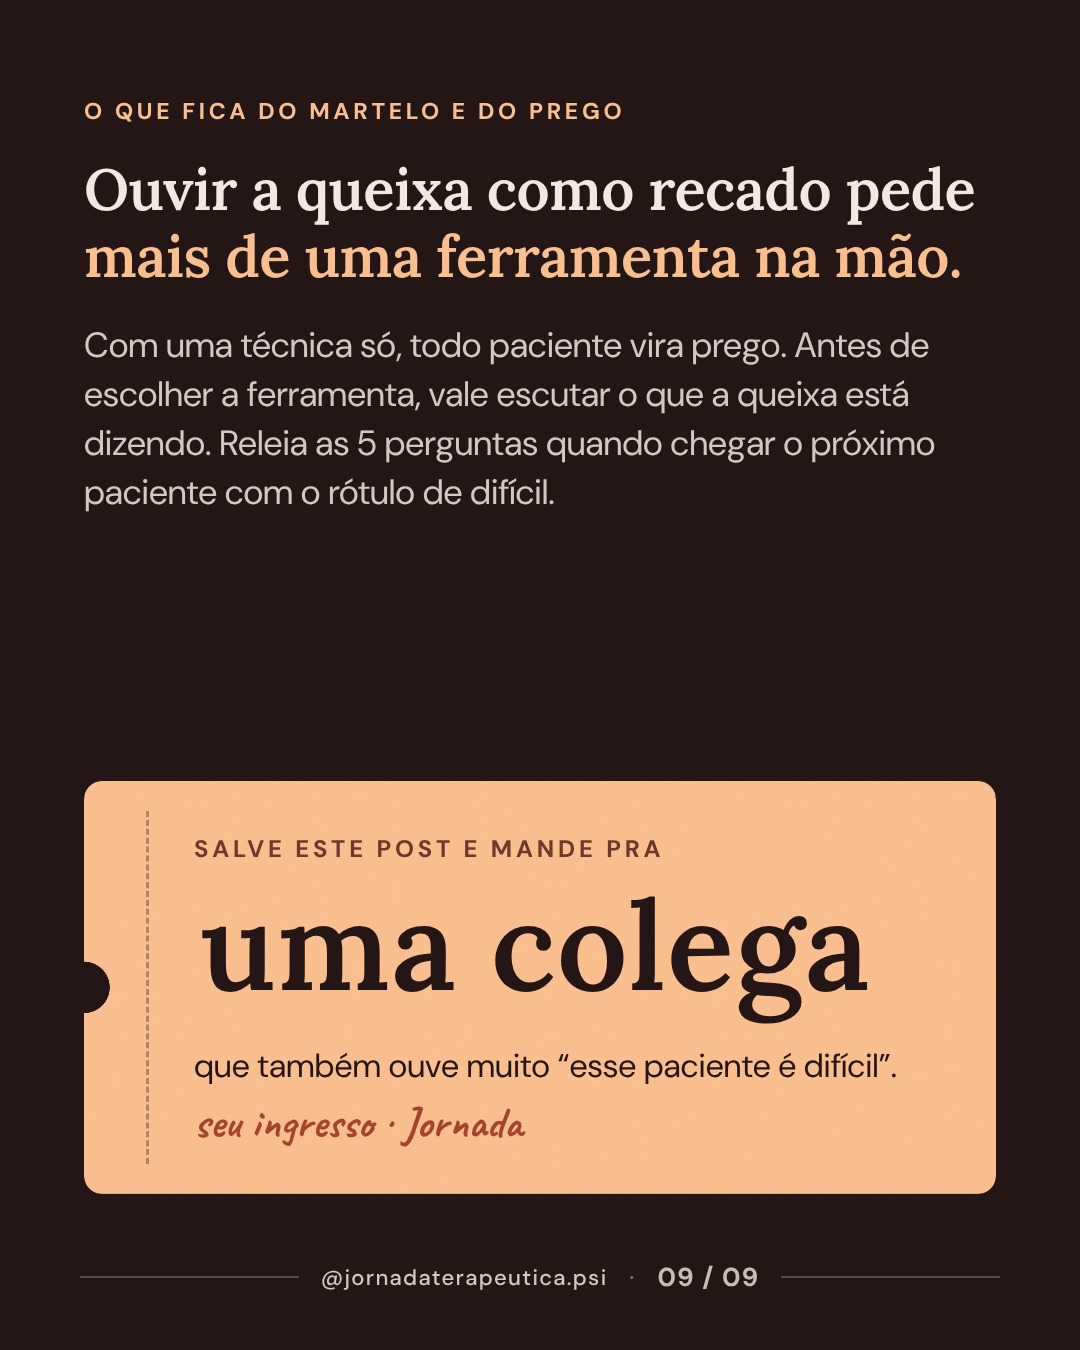 O QUE FICA DO MARTELO E DO PREGO
Ouvir a queixa como recado pede
mais de uma ferramenta na mão.
Com uma técnica só, todo paciente vira prego. Antes de
escolher a ferramenta, vale escutar o que a queixa está
dizendo. Releia as 5 perguntas quando chegar o próximo
paciente com o rótulo de difícil.
SALVE ESTE POST E MANDE PRA
uma colega
que também ouve muito “esse paciente é difícil”.
seu ingresso · Jornada
@jornadaterapeutica.psi · 09 / 09